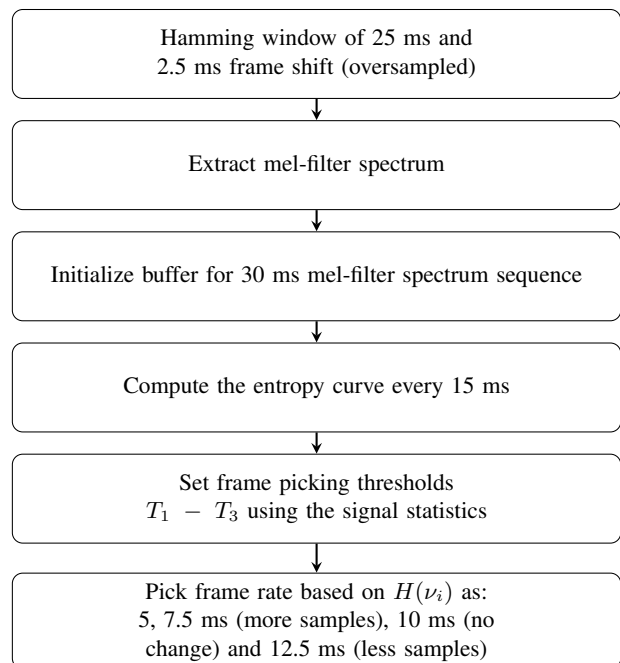 Hamming window of 25 ms and
2.5 ms frame shift (oversampled)
Extract mel-filter spectrum
Initialize buffer for 30 ms mel-filter spectrum sequence
Compute the entropy curve every 15 ms
Set frame picking thresholds
T₁ − T₃ using the signal statistics
Pick frame rate based on H(νᵢ) as:
5, 7.5 ms (more samples), 10 ms (no
change) and 12.5 ms (less samples)